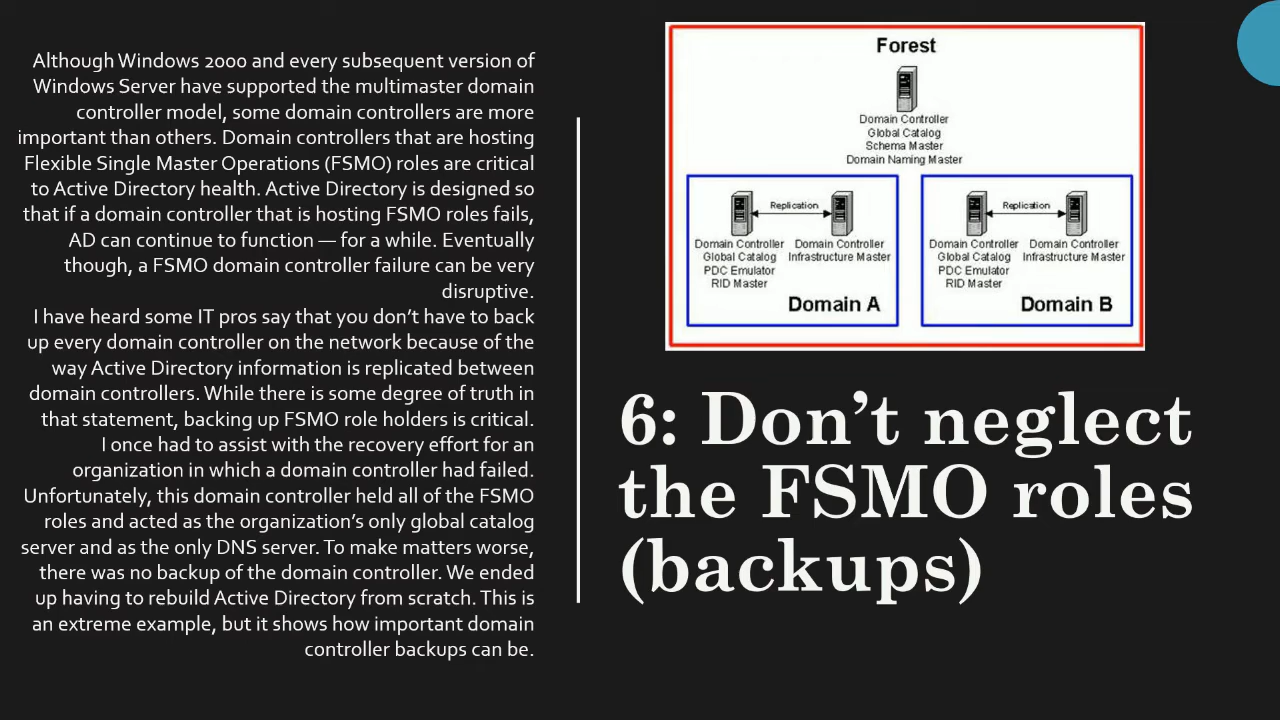 Although Windows 2000 and every subsequent version of
Windows Server have supported the multimaster domain
controller model, some domain controllers are more
important than others. Domain controllers that are hosting
Flexible Single Master Operations (FSMO) roles are critical
to Active Directory health. Active Directory is designed so
that if a domain controller that is hosting FSMO roles fails,
AD can continue to function — for a while. Eventually
though, a FSMO domain controller failure can be very
disruptive.
I have heard some IT pros say that you don’t have to back
up every domain controller on the network because of the
way Active Directory information is replicated between
domain controllers. While there is some degree of truth in
that statement, backing up FSMO role holders is critical.
I once had to assist with the recovery effort for an
organization in which a domain controller had failed.
Unfortunately, this domain controller held all of the FSMO
roles and acted as the organization’s only global catalog
server and as the only DNS server. To make matters worse,
there was no backup of the domain controller. We ended
up having to rebuild Active Directory from scratch. This is
an extreme example, but it shows how important domain
controller backups can be.
Forest
Domain Controller
Global Catalog
Schema Master
Domain Naming Master
Replication
Domain Controller
Global Catalog
PDC Emulator
RID Master
Domain Controller
Infrastructure Master
Domain A
Replication
Domain Controller
Global Catalog
PDC Emulator
RID Master
Domain Controller
Infrastructure Master
Domain B
6: Don’t neglect
the FSMO roles
(backups)